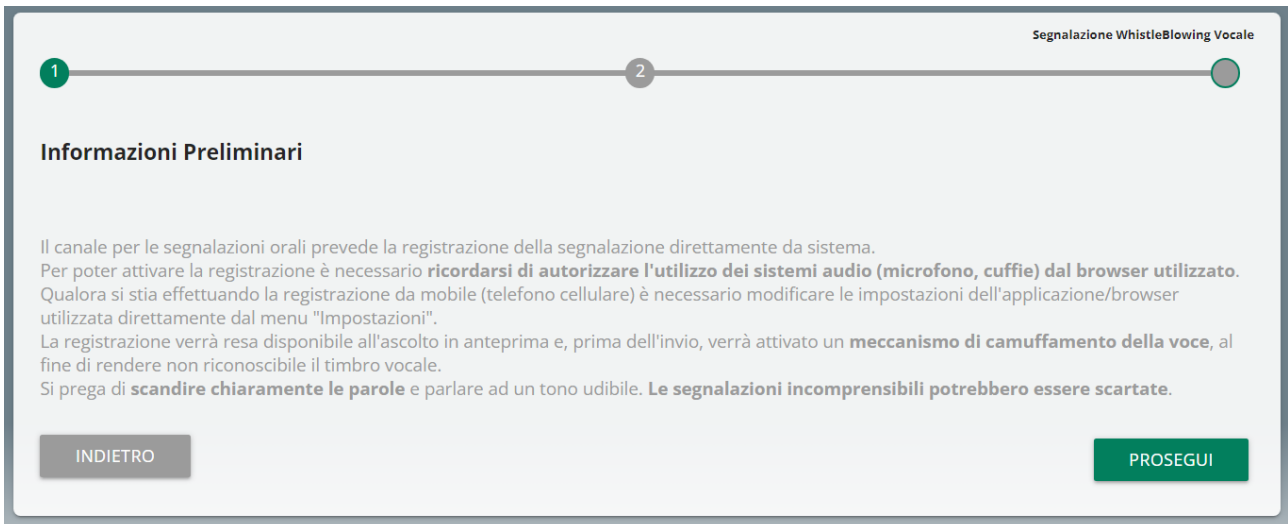 Segnalazione WhistleBlowing Vocale
1
2
Informazioni Preliminari
Il canale per le segnalazioni orali prevede la registrazione della segnalazione direttamente da sistema.
Per poter attivare la registrazione è necessario ricordarsi di autorizzare l'utilizzo dei sistemi audio (microfono, cuffie) dal browser utilizzato.
Qualora si stia effettuando la registrazione da mobile (telefono cellulare) è necessario modificare le impostazioni dell'applicazione/browser
utilizzata direttamente dal menu "Impostazioni".
La registrazione verrà resa disponibile all'ascolto in anteprima e, prima dell'invio, verrà attivato un meccanismo di camuffamento della voce, al
fine di rendere non riconoscibile il timbro vocale.
Si prega di scandire chiaramente le parole e parlare ad un tono udibile. Le segnalazioni incomprensibili potrebbero essere scartate.
INDIETRO
PROSEGUI